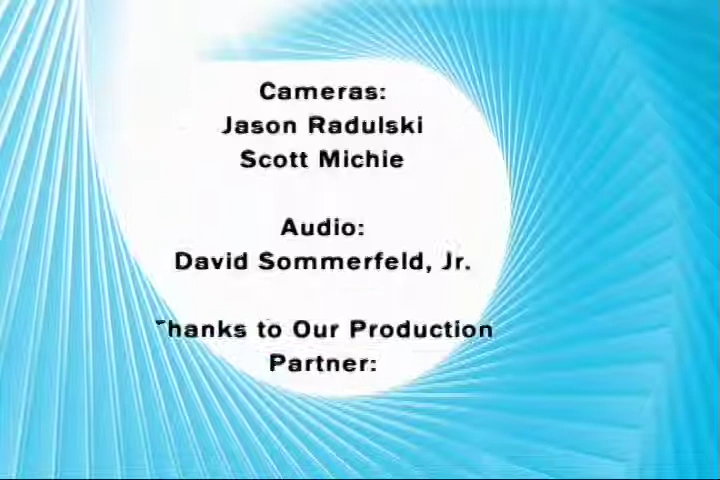 Cameras:
Jason Radulski
Scott Michie
Audio:
David Sommerfeld, Jr.
Thanks to Our Production
Partner: